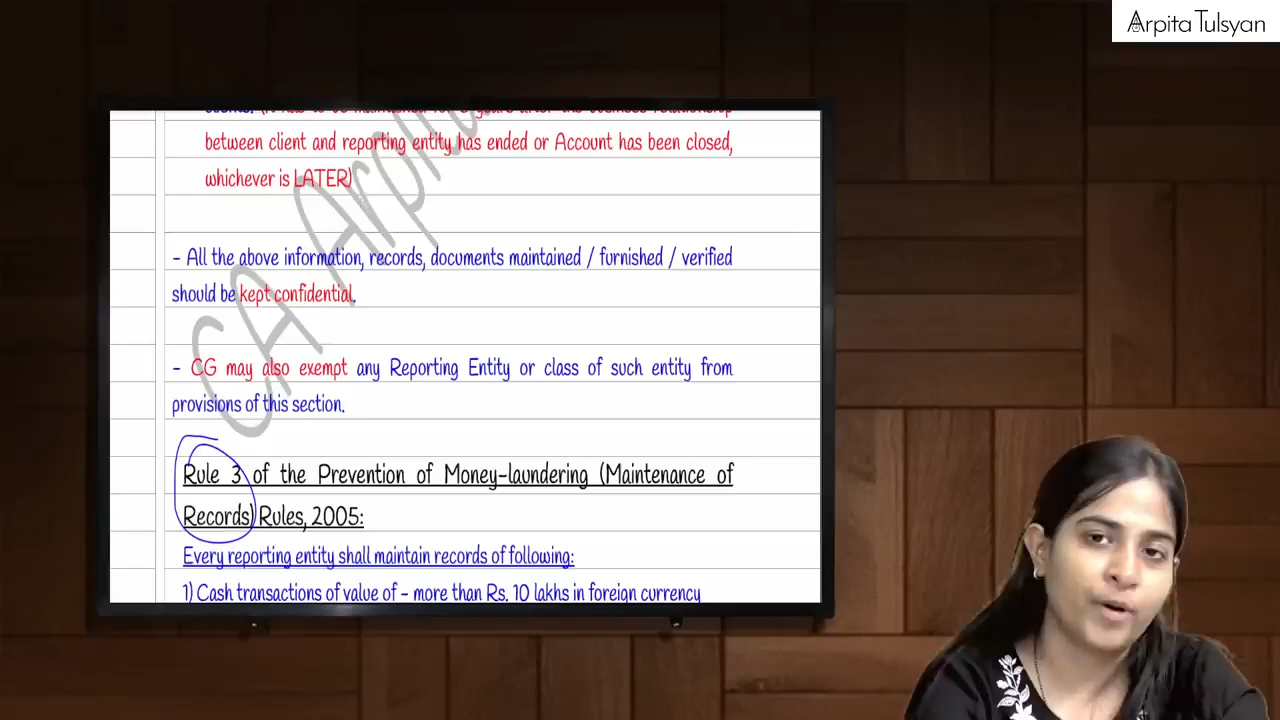 Arpita Tulsyan
between client and reporting entity has ended or Account has been closed,
whichever is LATER)
- All the above information, records, documents maintained / furnished / verified
should be kept confidential.
- CG may also exempt any Reporting Entity or class of such entity from
provisions of this section.
Rule 3 of the Prevention of Money-laundering (Maintenance of
Records) Rules, 2005:
Every reporting entity shall maintain records of following:
1) Cash transactions of value of - more than Rs. 10 lakhs in foreign currency
CA Arpita